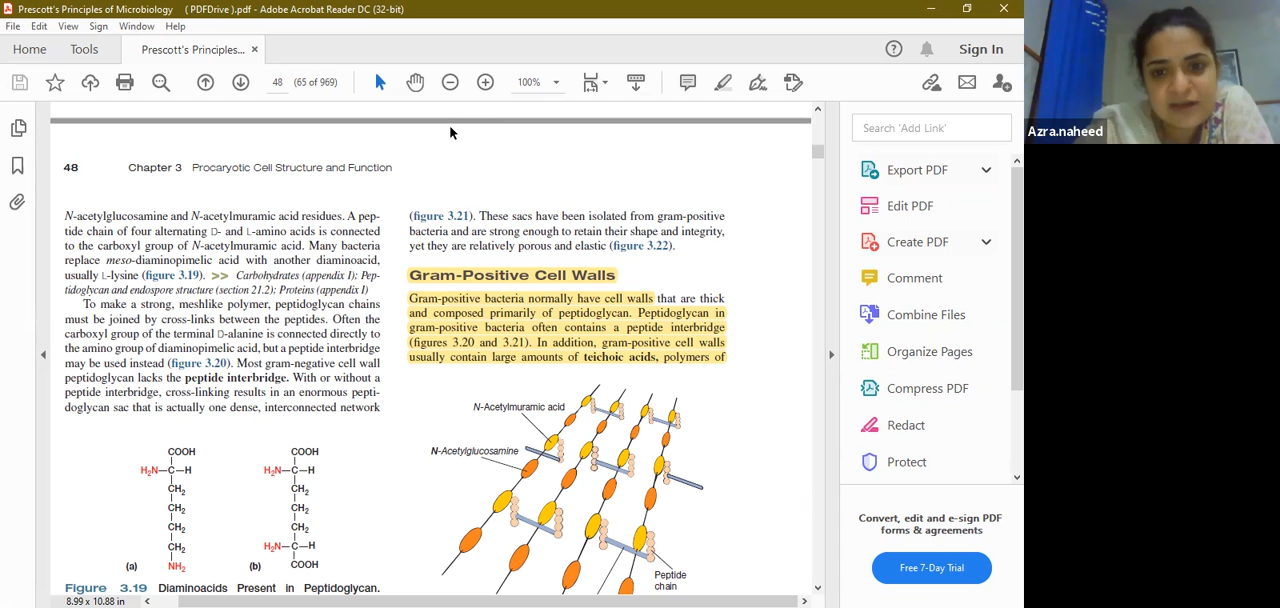 Prescott's Principles of Microbiology ( PDFDrive ).pdf - Adobe Acrobat Reader DC (32-bit)
File Edit View Sign Window Help
Home Tools Prescott's Principles... × Sign In
48 (65 of 969) 100%
48 Chapter 3 Procaryotic Cell Structure and Function
N-acetylglucosamine and N-acetylmuramic acid residues. A pep-
tide chain of four alternating D- and L-amino acids is connected
to the carboxyl group of N-acetylmuramic acid. Many bacteria
replace meso-diaminopimelic acid with another diaminoacid,
usually L-lysine (figure 3.19). >> Carbohydrates (appendix I); Pep-
tidoglycan and endospore structure (section 21.2); Proteins (appendix I)
To make a strong, meshlike polymer, peptidoglycan chains
must be joined by cross-links between the peptides. Often the
carboxyl group of the terminal D-alanine is connected directly to
the amino group of diaminopimelic acid, but a peptide interbridge
may be used instead (figure 3.20). Most gram-negative cell wall
peptidoglycan lacks the peptide interbridge. With or without a
peptide interbridge, cross-linking results in an enormous pepti-
doglycan sac that is actually one dense, interconnected network
COOH
H2N—C—H
CH2
CH2
CH2
CH2
NH2
(a)
COOH
H2N—C—H
CH2
CH2
CH2
H2N—C—H
COOH
(b)
Figure 3.19 Diaminoacids Present in Peptidoglycan.
(figure 3.21). These sacs have been isolated from gram-positive
bacteria and are strong enough to retain their shape and integrity,
yet they are relatively porous and elastic (figure 3.22).
Gram-Positive Cell Walls
Gram-positive bacteria normally have cell walls that are thick
and composed primarily of peptidoglycan. Peptidoglycan in
gram-positive bacteria often contains a peptide interbridge
(figures 3.20 and 3.21). In addition, gram-positive cell walls
usually contain large amounts of teichoic acids, polymers of
N-Acetylmuramic acid
N-Acetylglucosamine
Peptide
chain
8.99 x 10.88 in
Search 'Add Link'
Export PDF
Edit PDF
Create PDF
Comment
Combine Files
Organize Pages
Compress PDF
Redact
Protect
Convert, edit and e-sign PDF
forms & agreements
Free 7-Day Trial
Azra.naheed